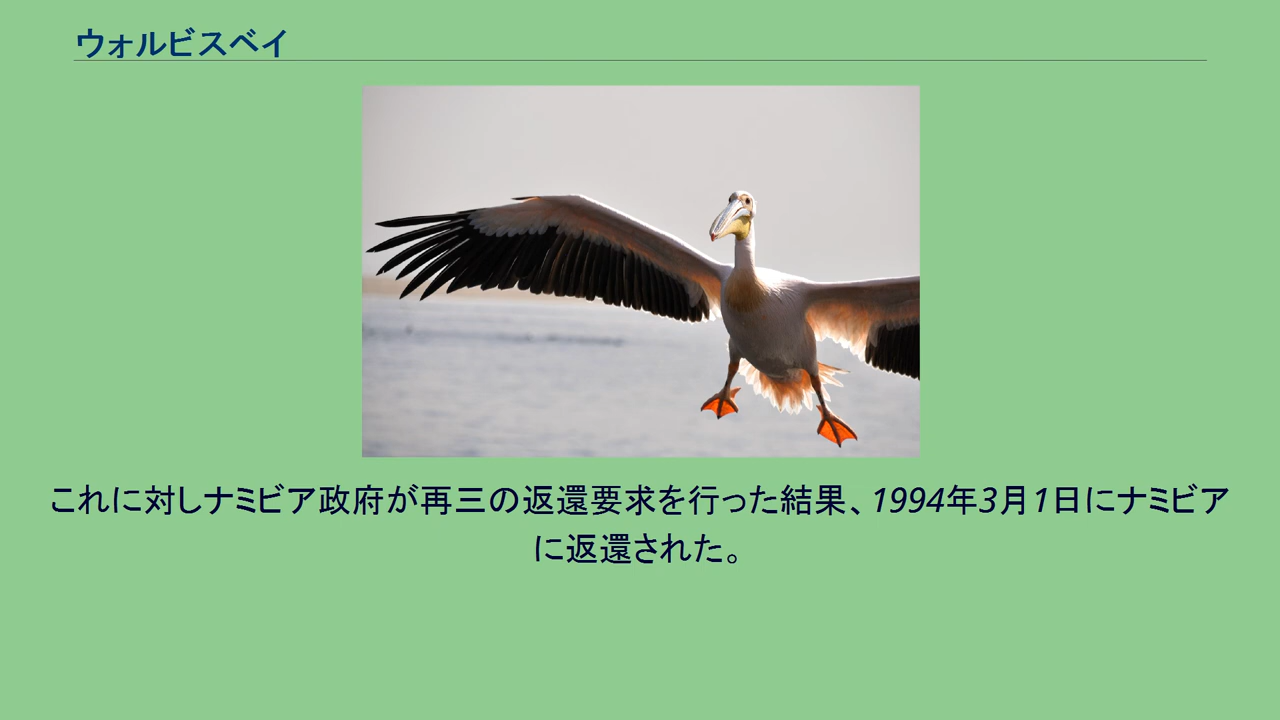 ウォルビスベイ
これに対しナミビア政府が再三の返還要求を行った結果、1994年3月1日にナミビア
に返還された。